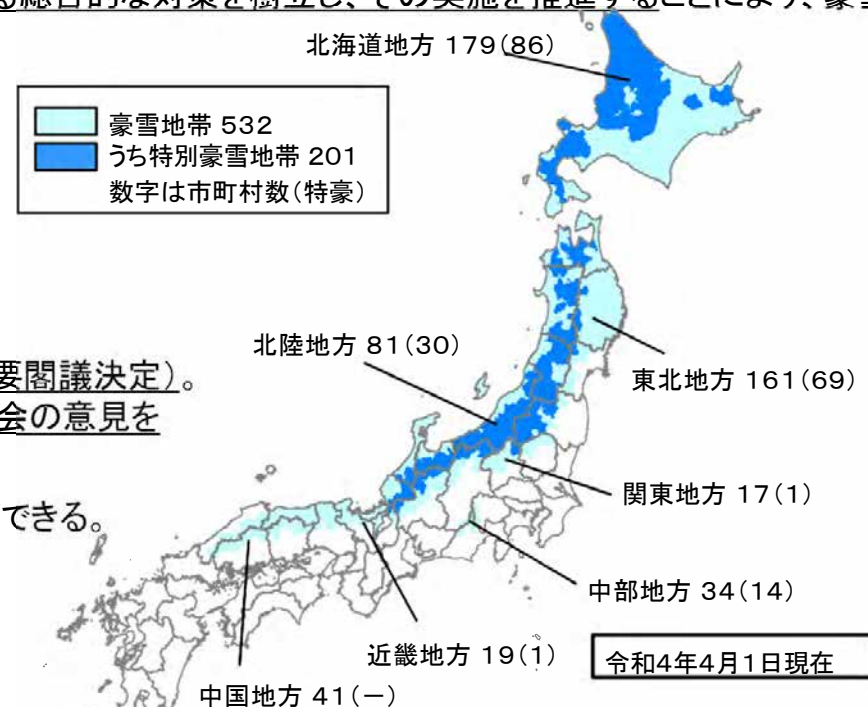 る総合的な対策を樹立し、その実施を推進することにより、豪雪
北海道地方 179(86)
豪雪地帯 532
うち特別豪雪地帯 201
数字は市町村数(特豪)
北陸地方 81(30)
要閣議決定)。
東北地方 161(69)
会の意見を
関東地方 17(1)
できる。
中部地方 34(14)
近畿地方 19(1)
令和4年4月1日現在
中国地方 41(-)